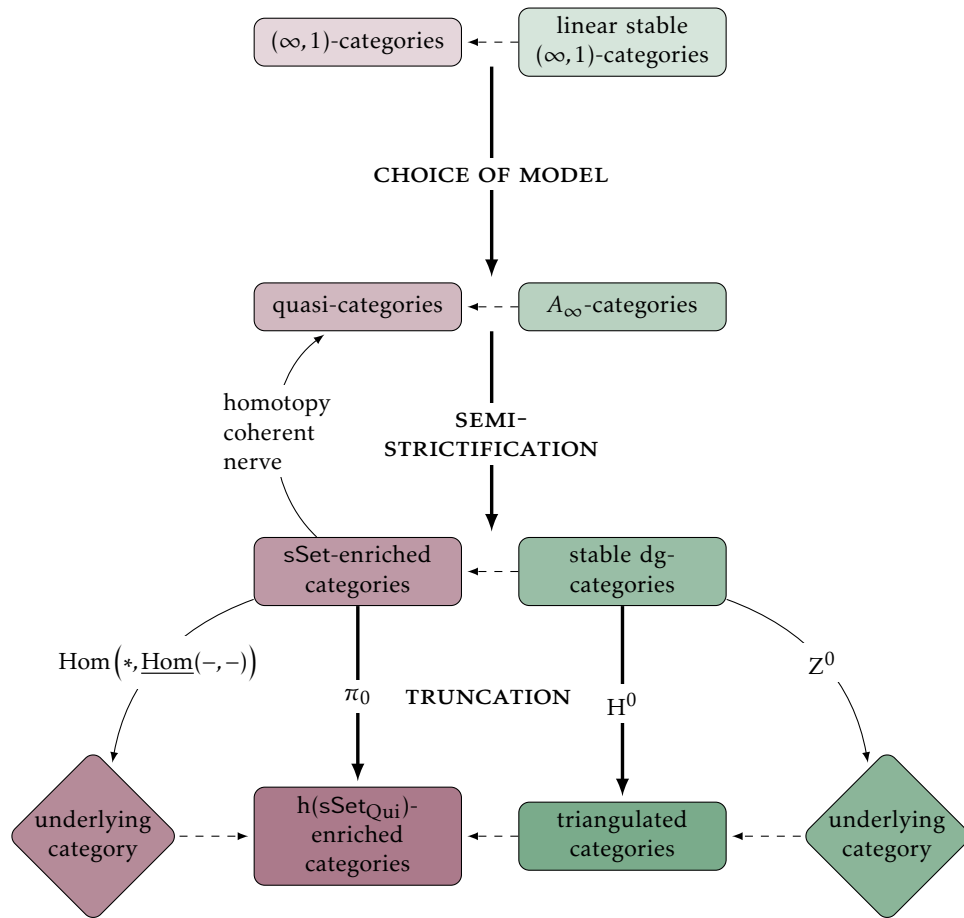 (∞, 1)-categories
linear stable
(∞, 1)-categories
CHOICE OF MODEL
quasi-categories
A∞-categories
homotopy
coherent
nerve
SEMI-
STRICTIFICATION
sSet-enriched
categories
stable dg-
categories
Hom(∗, Hom(−, −))
π₀
TRUNCATION
H⁰
Z⁰
underlying
category
h(sSet_Qui)-
enriched
categories
triangulated
categories
underlying
category